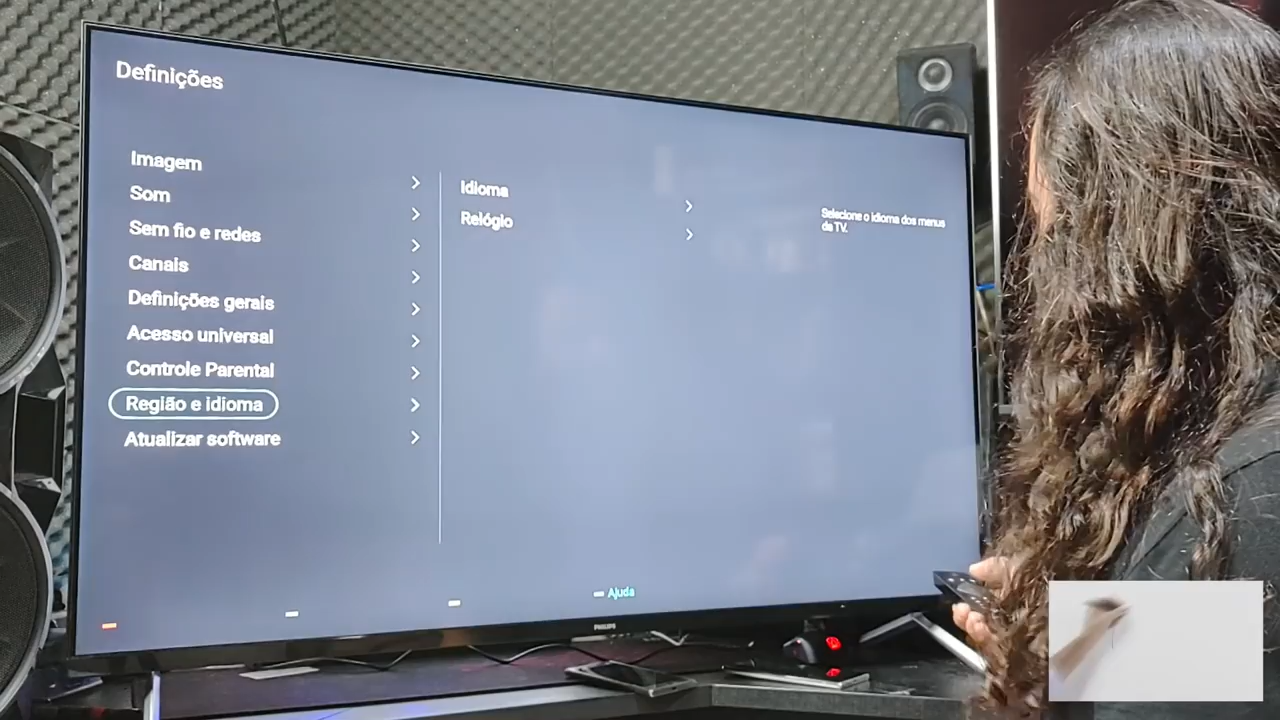 Definições
Imagem
Som
Sem fio e redes
Canais
Definições gerais
Acesso universal
Controle Parental
Região e idioma
Atualizar software
Idioma
Relógio
Selecione o idioma dos menus
da TV.
Ajuda
PHILIPS